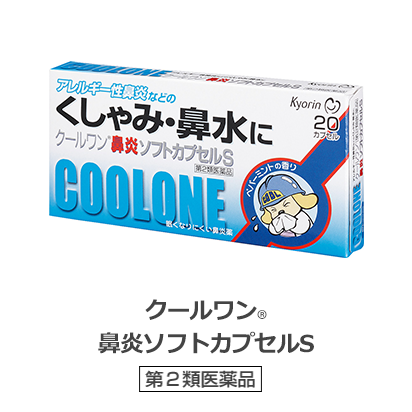 アレルギー性鼻炎などの
くしゃみ・鼻水に
クールワン®鼻炎ソフトカプセルS
第2類医薬品
COOLONE
眠くなりにくい鼻炎薬
Kyorin
20
カプセル
ペパーミントの香り
COOL
クールワン®
鼻炎ソフトカプセルS
第2類医薬品